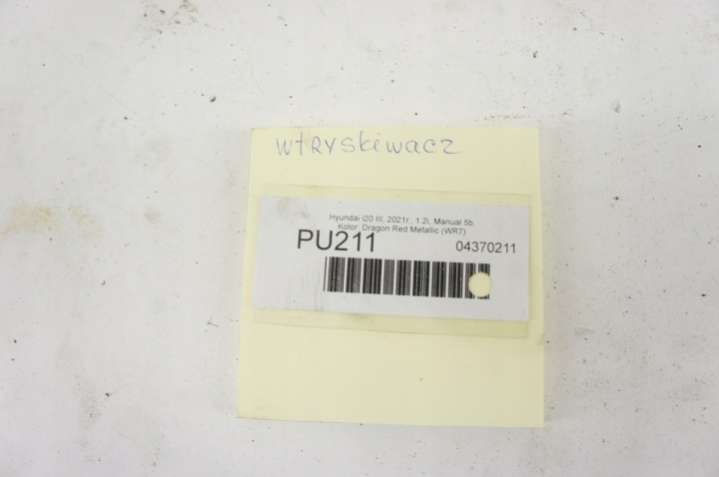 wtryskiwacz
Hyundai i20 III, 2021r., 1.2i, Manual 5b.
Kolor: Dragon Red Metallic (WR7)
PU211
04370211